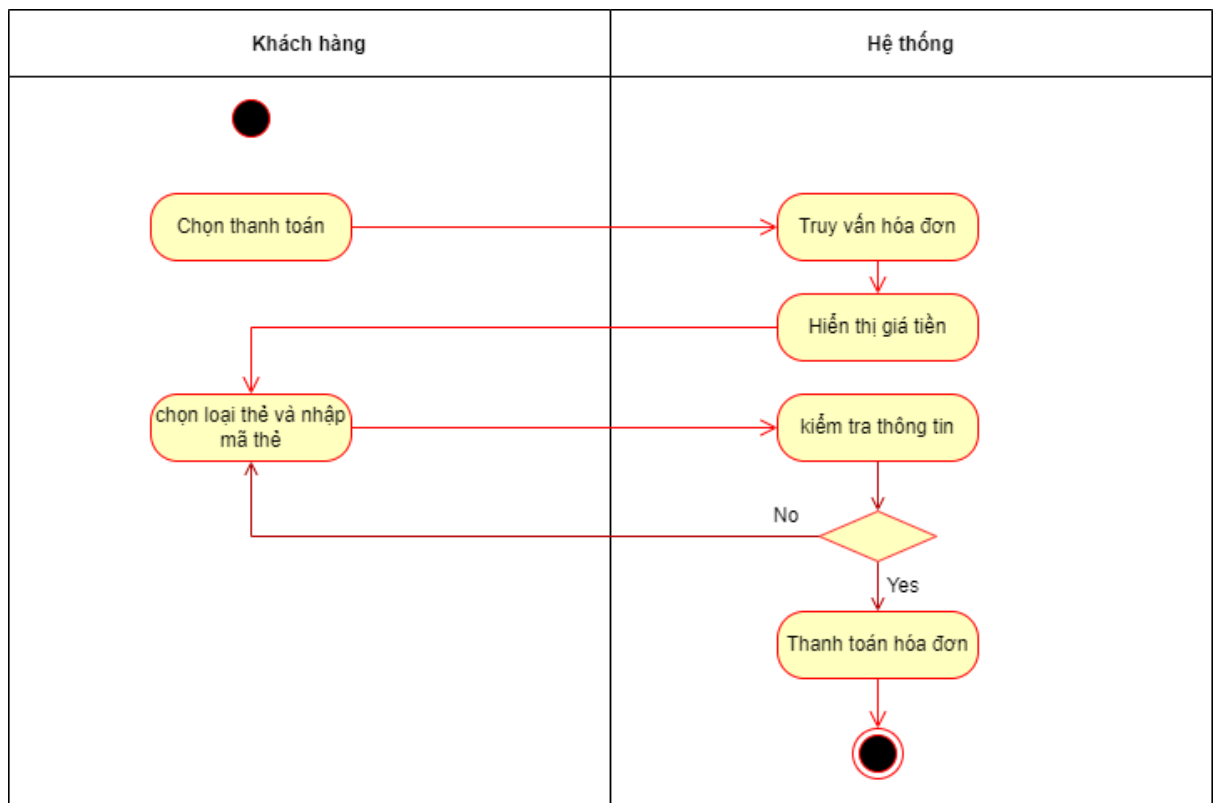 Khách hàng
Hệ thống
Chọn thanh toán
Truy vấn hóa đơn
Hiển thị giá tiền
chọn loại thẻ và nhập
mã thẻ
kiểm tra thông tin
No
Yes
Thanh toán hóa đơn